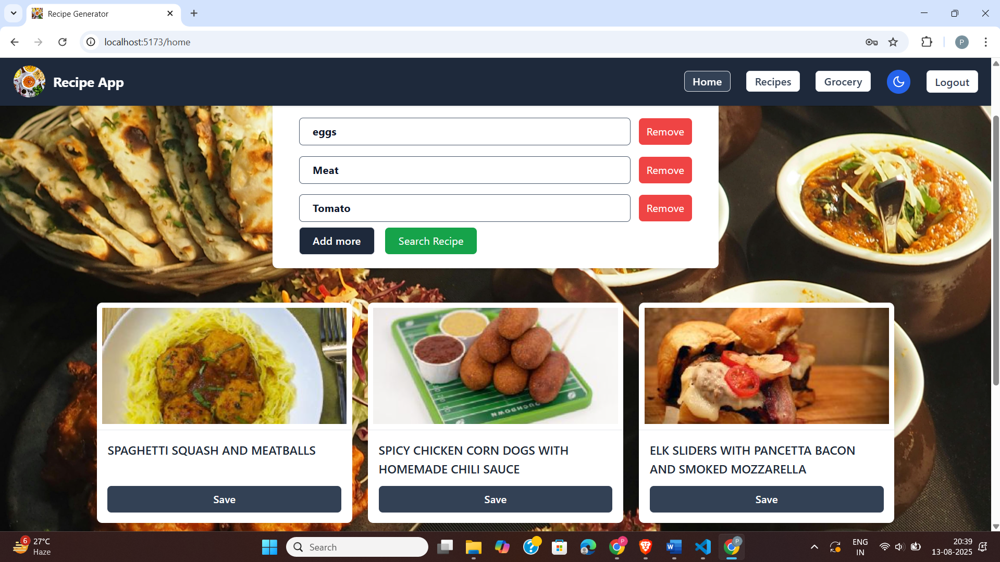 Recipe Generator
localhost:5173/home
P
Recipe App
Home
Recipes
Grocery
Logout
eggs
Remove
Meat
Remove
Tomato
Remove
Add more
Search Recipe
SPAGHETTI SQUASH AND MEATBALLS
Save
SPICY CHICKEN CORN DOGS WITH
HOMEMADE CHILI SAUCE
Save
ELK SLIDERS WITH PANCETTA BACON
AND SMOKED MOZZARELLA
Save
6
27°C
Haze
Search
P
W
P
ENG
IN
20:39
13-08-2025